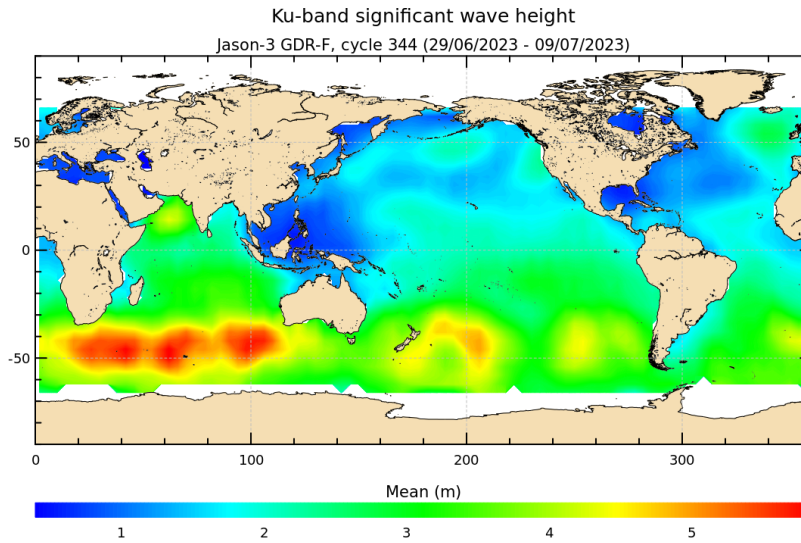 Ku-band significant wave height
Jason-3 GDR-F, cycle 344 (29/06/2023 - 09/07/2023)
50
0
-50
0 100 200 300
Mean (m)
1 2 3 4 5